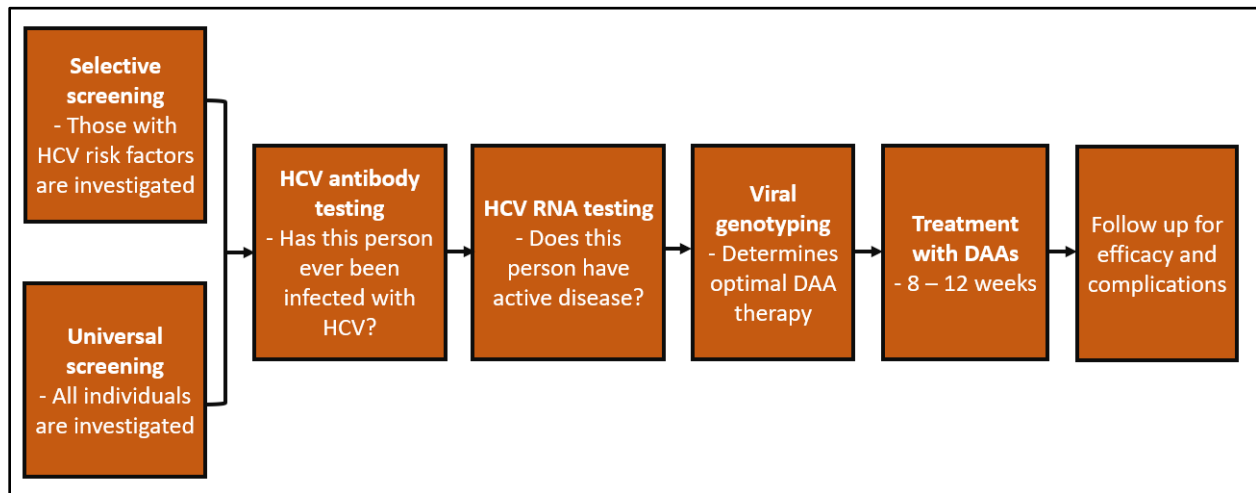 Selective
screening
- Those with
HCV risk factors
are investigated
Universal
screening
- All individuals
are investigated
HCV antibody
testing
- Has this person
ever been
infected with
HCV?
HCV RNA testing
- Does this
person have
active disease?
Viral
genotyping
- Determines
optimal DAA
therapy
Treatment
with DAAs
- 8 – 12 weeks
Follow up for
efficacy and
complications